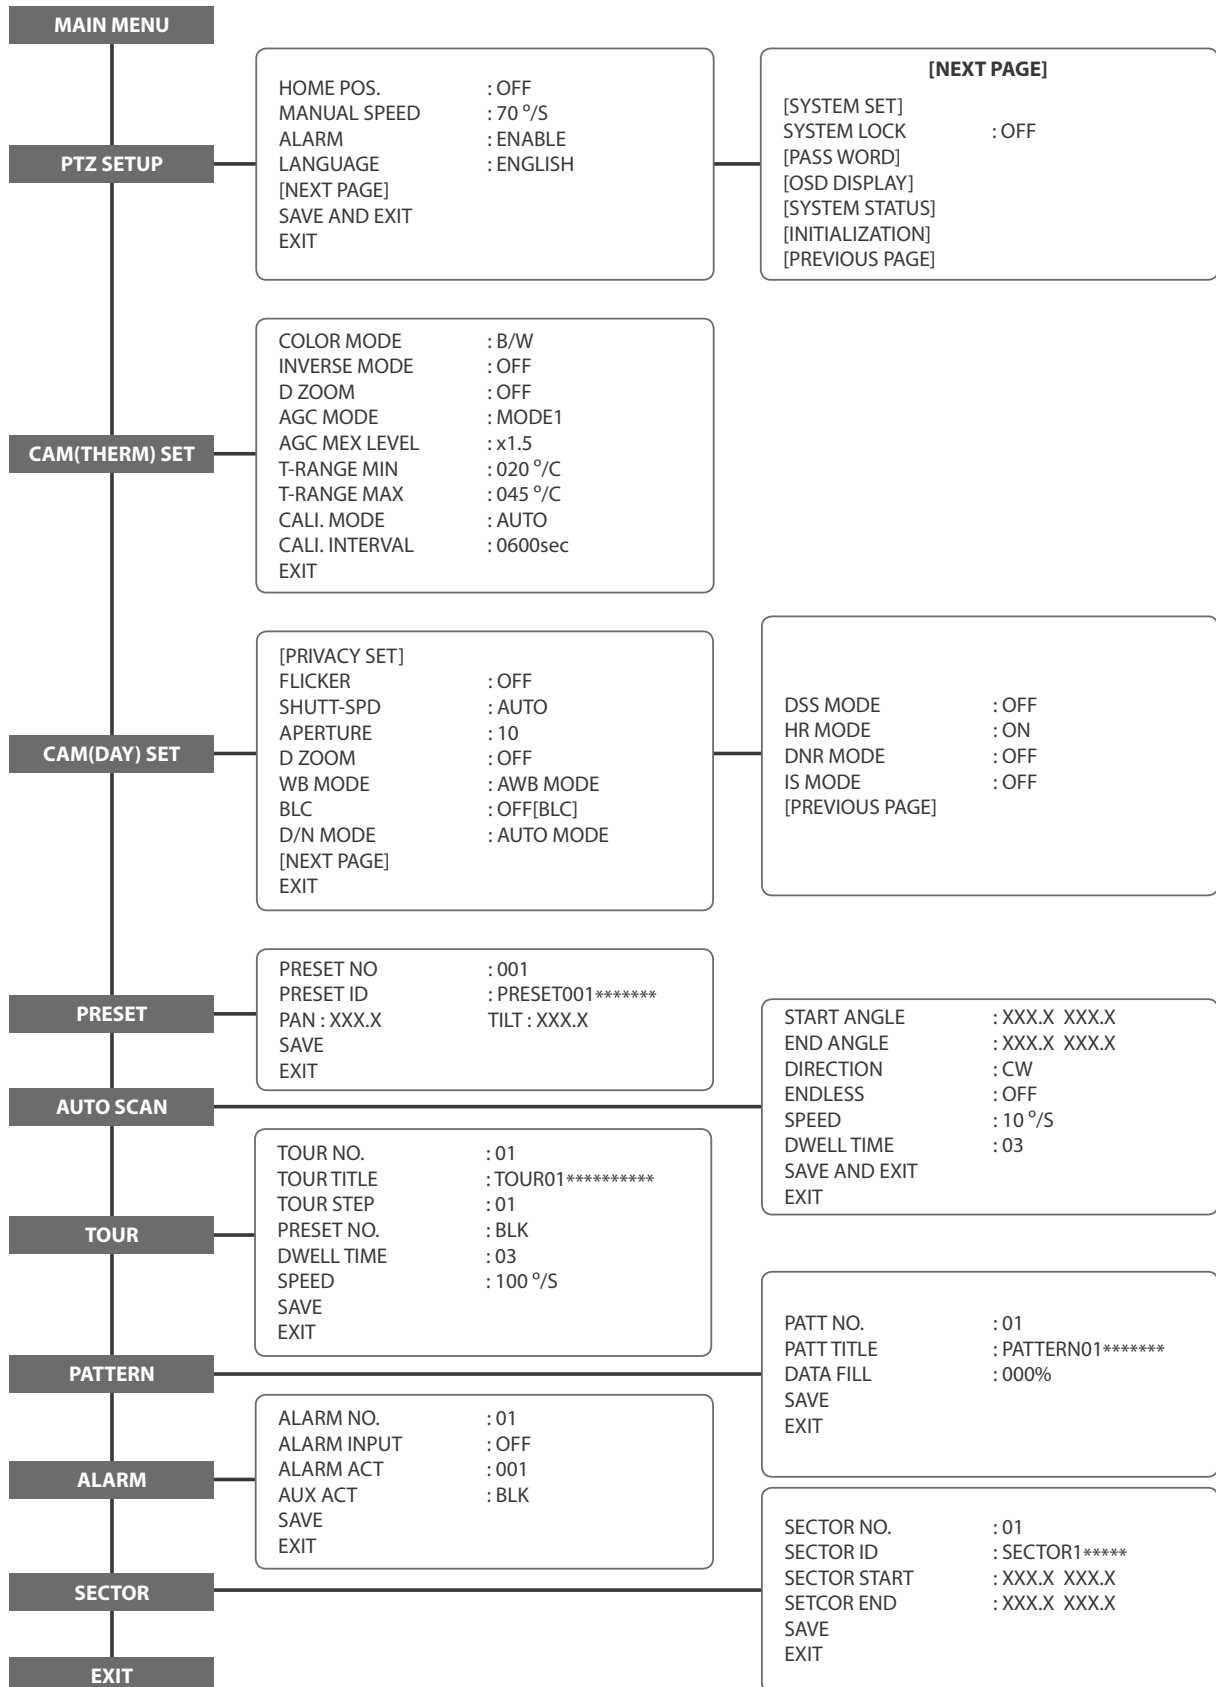 MAIN MENU
PTZ SETUP
HOME POS. : OFF
MANUAL SPEED : 70 °/S
ALARM : ENABLE
LANGUAGE : ENGLISH
[NEXT PAGE]
SAVE AND EXIT
EXIT
[NEXT PAGE]
[SYSTEM SET]
SYSTEM LOCK : OFF
[PASS WORD]
[OSD DISPLAY]
[SYSTEM STATUS]
[INITIALIZATION]
[PREVIOUS PAGE]
CAM(THERM) SET
COLOR MODE : B/W
INVERSE MODE : OFF
D ZOOM : OFF
AGC MODE : MODE1
AGC MEX LEVEL : x1.5
T-RANGE MIN : 020 °/C
T-RANGE MAX : 045 °/C
CALI. MODE : AUTO
CALI. INTERVAL : 0600sec
EXIT
CAM(DAY) SET
[PRIVACY SET]
FLICKER : OFF
SHUTT-SPD : AUTO
APERTURE : 10
D ZOOM : OFF
WB MODE : AWB MODE
BLC : OFF[BLC]
D/N MODE : AUTO MODE
[NEXT PAGE]
EXIT
DSS MODE : OFF
HR MODE : ON
DNR MODE : OFF
IS MODE : OFF
[PREVIOUS PAGE]
PRESET
PRESET NO : 001
PRESET ID : PRESET001*******
PAN : XXX.X TILT : XXX.X
SAVE
EXIT
AUTO SCAN
START ANGLE : XXX.X XXX.X
END ANGLE : XXX.X XXX.X
DIRECTION : CW
ENDLESS : OFF
SPEED : 10 °/S
DWELL TIME : 03
SAVE AND EXIT
EXIT
TOUR
TOUR NO. : 01
TOUR TITLE : TOUR01**********
TOUR STEP : 01
PRESET NO. : BLK
DWELL TIME : 03
SPEED : 100 °/S
SAVE
EXIT
PATTERN
PATT NO. : 01
PATT TITLE : PATTERN01*******
DATA FILL : 000%
SAVE
EXIT
ALARM
ALARM NO. : 01
ALARM INPUT : OFF
ALARM ACT : 001
AUX ACT : BLK
SAVE
EXIT
SECTOR
SECTOR NO. : 01
SECTOR ID : SECTOR1*****
SECTOR START : XXX.X XXX.X
SETCOR END : XXX.X XXX.X
SAVE
EXIT
EXIT